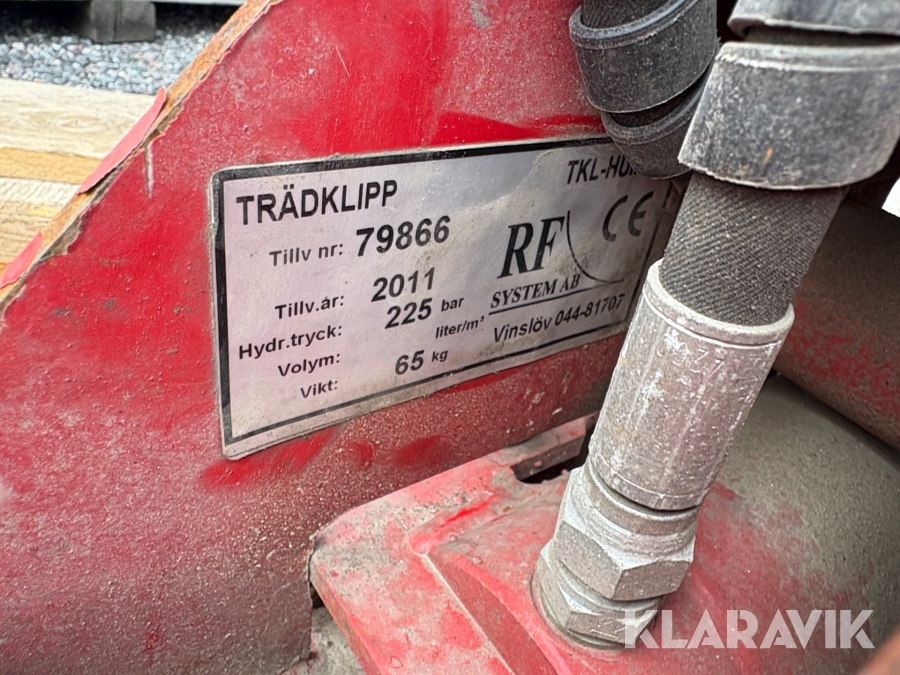 TRÄDKLIPP TKL-HU
Tillv nr: 79866
Tillv.år: 2011
Hydr.tryck: 225 bar
Volym: liter/m³
Vikt: 65 kg
RF
SYSTEM AB
Vinslöv 044-81707
CE
KLARAVIK